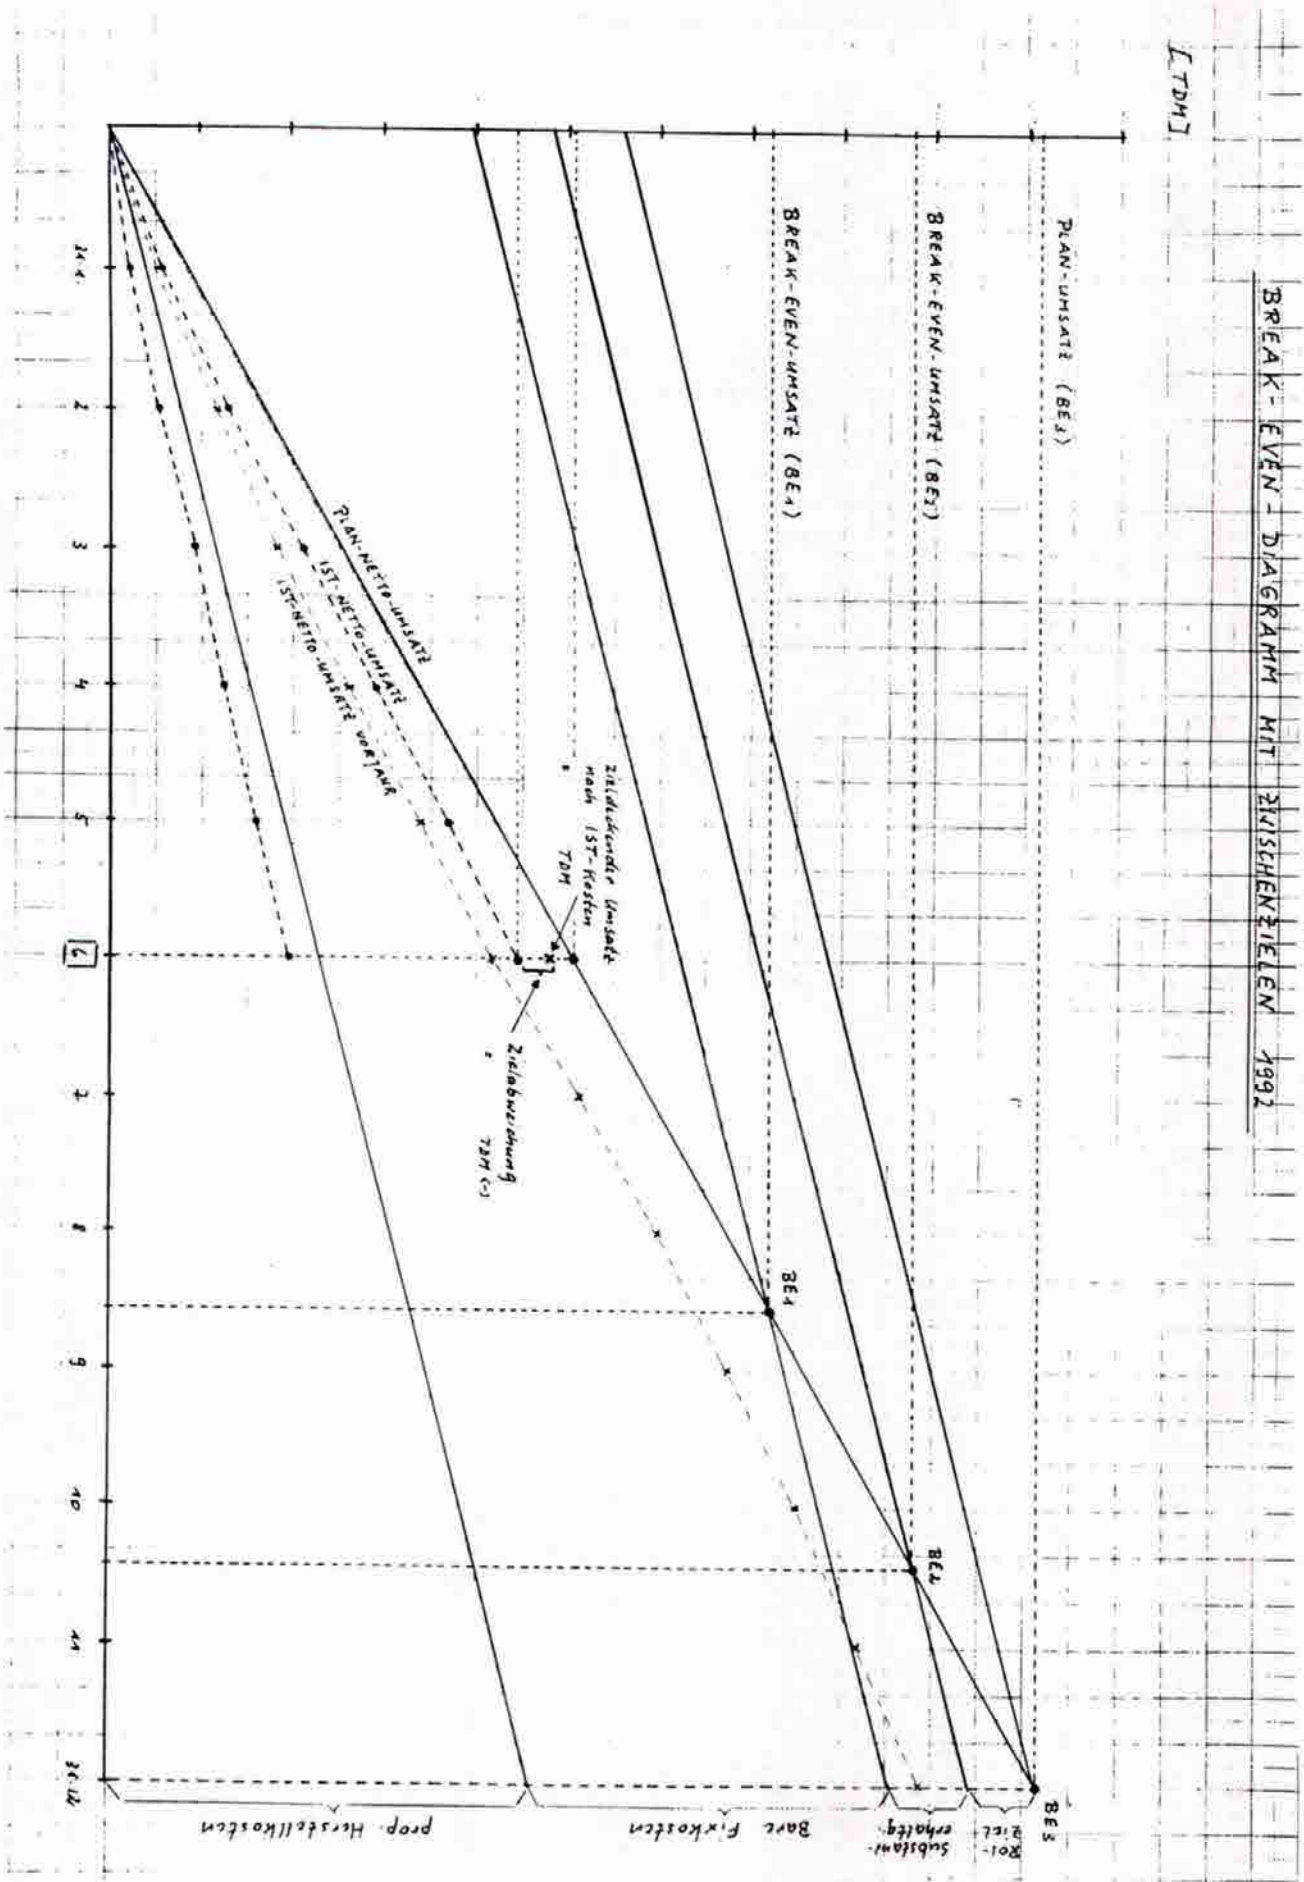 BREAK-EVEN-DIAGRAMM MIT ZWISCHENZIELEN 1992
[TDM]
PLAN-UMSATZ (BE3)
BREAK-EVEN-UMSATZ (BE2)
BREAK-EVEN-UMSATZ (BE1)
BE3
BE2
BE1
ROI-
ZIEL
Substanz-
erhaltg.
Bare Fixkosten
prop. Herstellkosten
Zieldeckender Umsatz
nach IST-Kosten
TDM
Zielabweichung
TDM (-)
PLAN-NETTO-UMSATZ
IST-NETTO-UMSATZ
IST-NETTO-UMSATZ VORJAHR
2
3
4
5
6
7
8
9
10
11
31.12